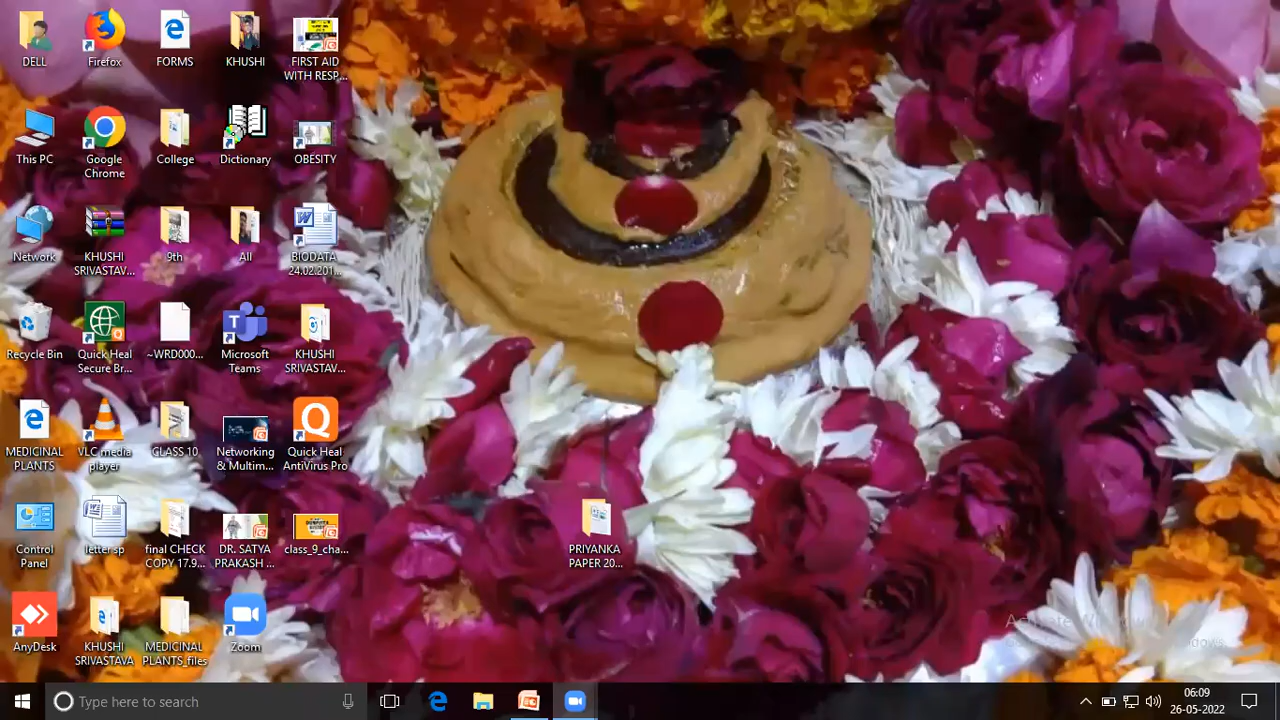 DELL
Firefox
FORMS
KHUSHI
FIRST AID
WITH RESP...
This PC
Google
Chrome
College
Dictionary
OBESITY
Network
KHUSHI
SRIVASTAV...
9th
All
BIODATA
24.02.201...
Recycle Bin
Quick Heal
Secure Br...
~WRD000...
Microsoft
Teams
KHUSHI
SRIVASTAV...
MEDICINAL
PLANTS
VLC media
player
CLASS 10
Networking
& Multim...
Quick Heal
AntiVirus Pro
Control
Panel
letter sp
final CHECK
COPY 17.9...
DR. SATYA
PRAKASH ...
class_9_cha...
PRIYANKA
PAPER 20...
AnyDesk
KHUSHI
SRIVASTAVA
MEDICINAL
PLANTS_files
Zoom
Type here to search
06:09
26-05-2022